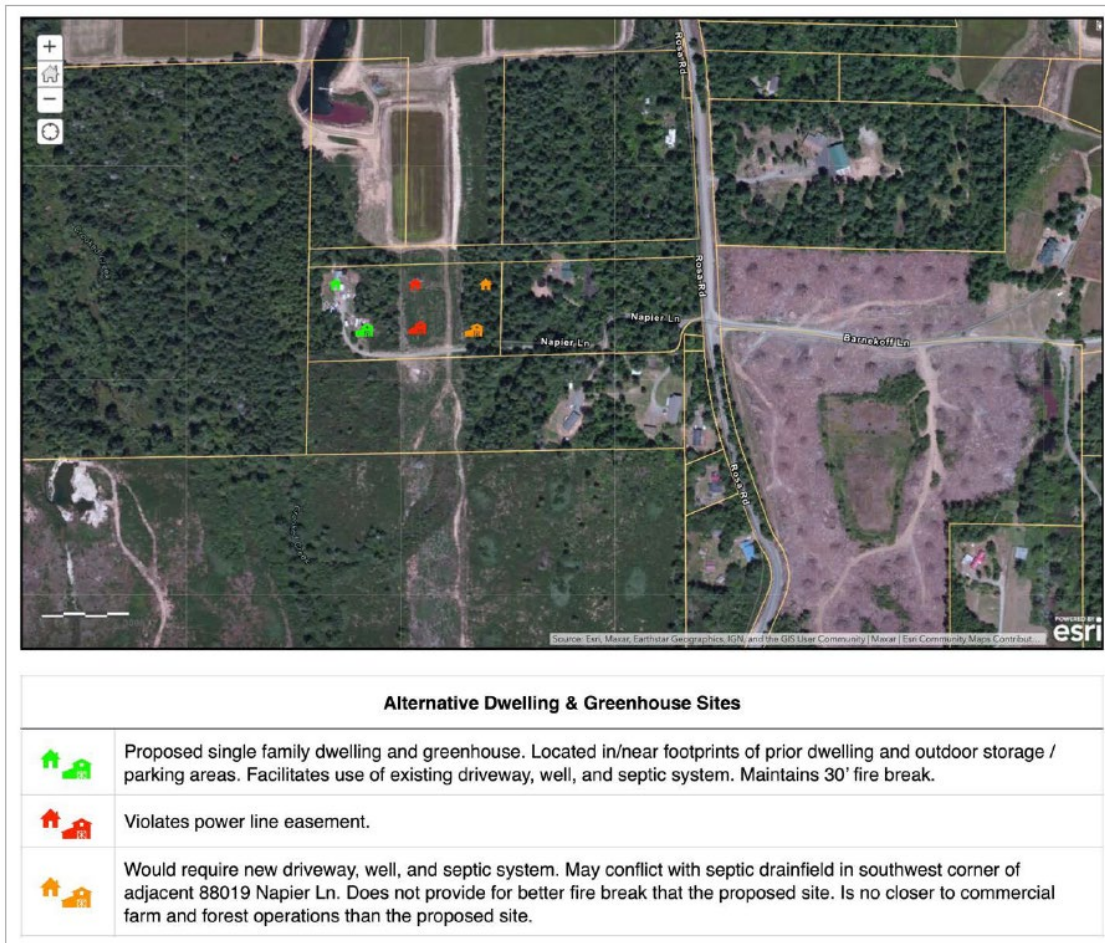 +
−
Rosa Rd
Rosa Rd
Napier Ln
Napier Ln
Barnekoff Ln
Rosa Rd
Source: Esri, Maxar, Earthstar Geographics, IGN, and the GIS User Community | Maxar | Esri Community Maps Contribut...
POWERED BY
esri
Alternative Dwelling & Greenhouse Sites
Proposed single family dwelling and greenhouse. Located in/near footprints of prior dwelling and outdoor storage /
parking areas. Facilitates use of existing driveway, well, and septic system. Maintains 30' fire break.
Violates power line easement.
Would require new driveway, well, and septic system. May conflict with septic drainfield in southwest corner of
adjacent 88019 Napier Ln. Does not provide for better fire break that the proposed site. Is no closer to commercial
farm and forest operations than the proposed site.